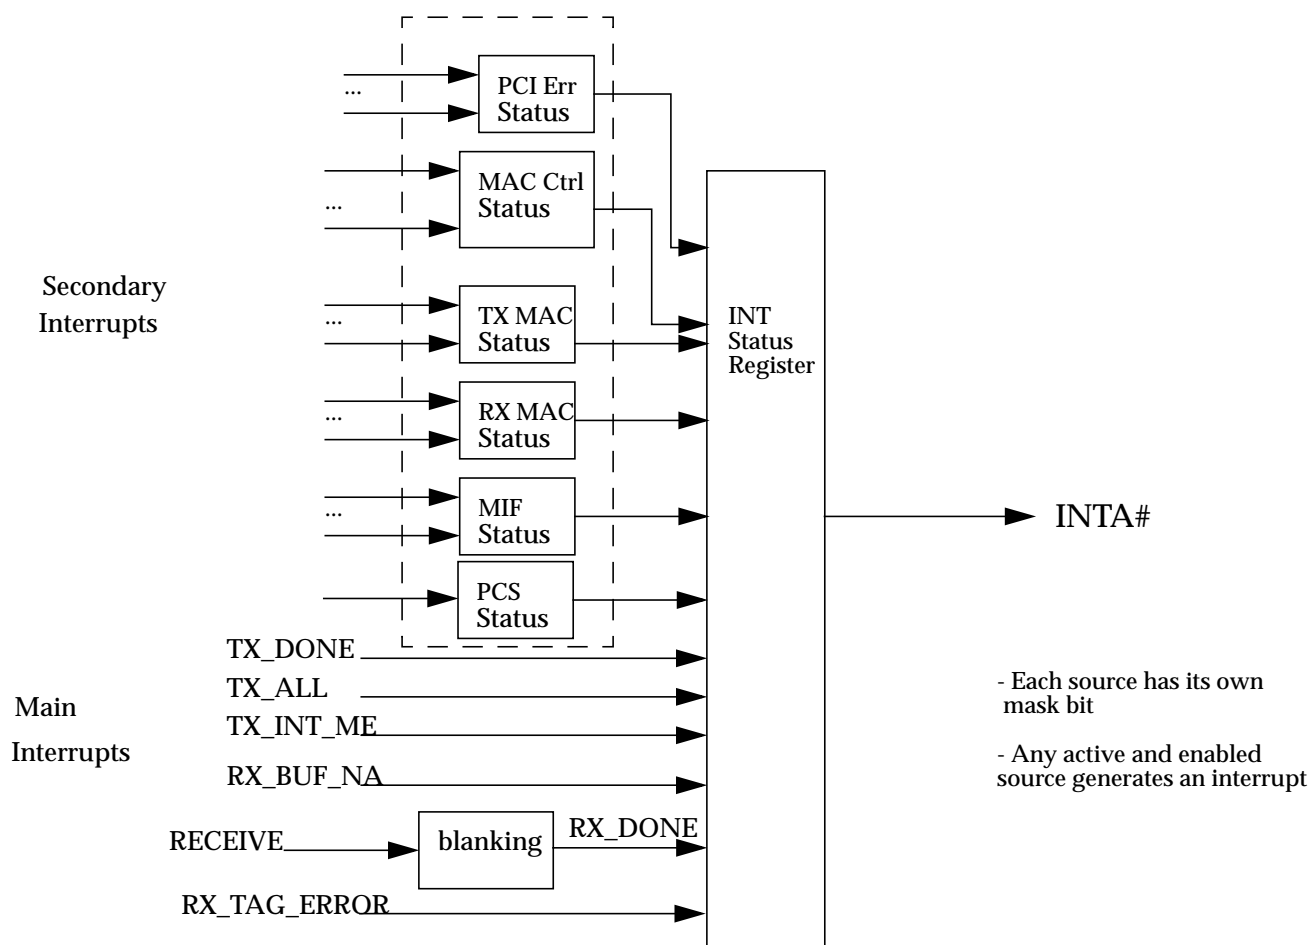 PCI Err
Status
...
MAC Ctrl
Status
...
Secondary
Interrupts
TX MAC
Status
...
INT
Status
Register
RX MAC
Status
...
MIF
Status
...
INTA#
PCS
Status
TX_DONE
TX_ALL
TX_INT_ME
Main
Interrupts
RX_BUF_NA
RECEIVE
blanking
RX_DONE
RX_TAG_ERROR
- Each source has its own
mask bit
- Any active and enabled
source generates an interrupt